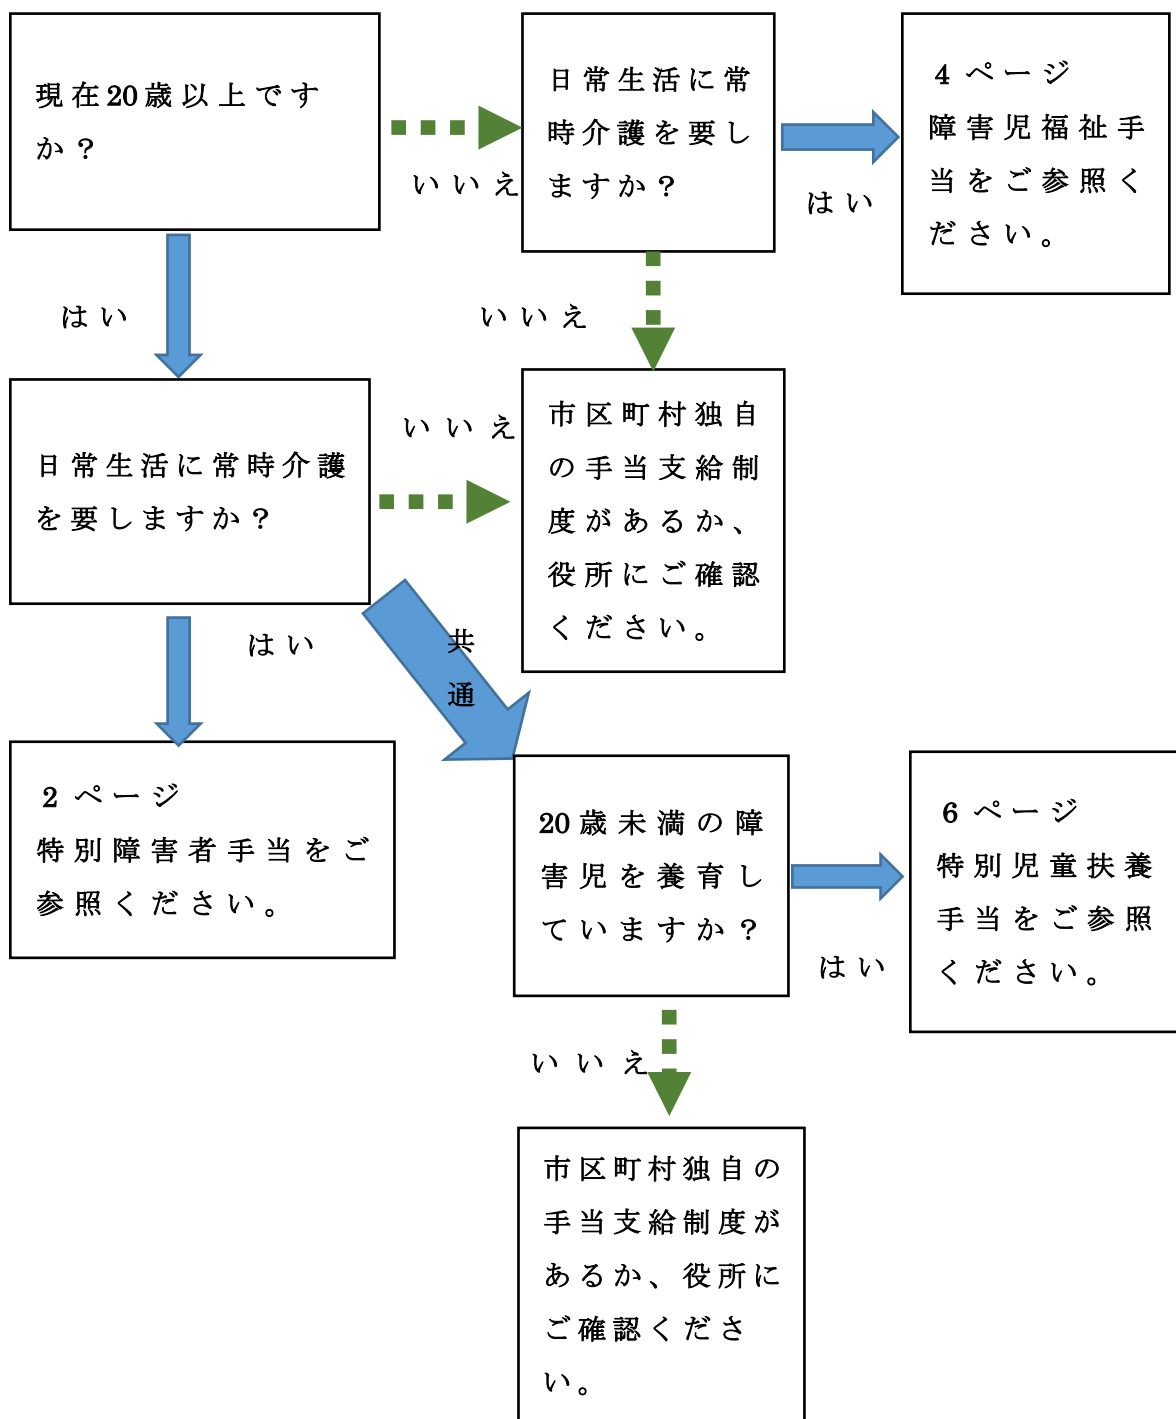 現在20歳以上です
か?
いいえ
日常生活に常
時介護を要し
ますか?
はい
4 ページ
障害児福祉手
当をご参照く
ださい。
はい
いいえ
日常生活に常時介護
を要しますか?
いいえ
市区町村独自
の手当支給制
度があるか、
役所にご確認
ください。
はい
共
通
2 ページ
特別障害者手当をご
参照ください。
20歳未満の障
害児を養育し
ていますか?
はい
6 ページ
特別児童扶養
手当をご参照
ください。
いいえ
市区町村独自の
手当支給制度が
あるか、役所に
ご確認くださ
い。